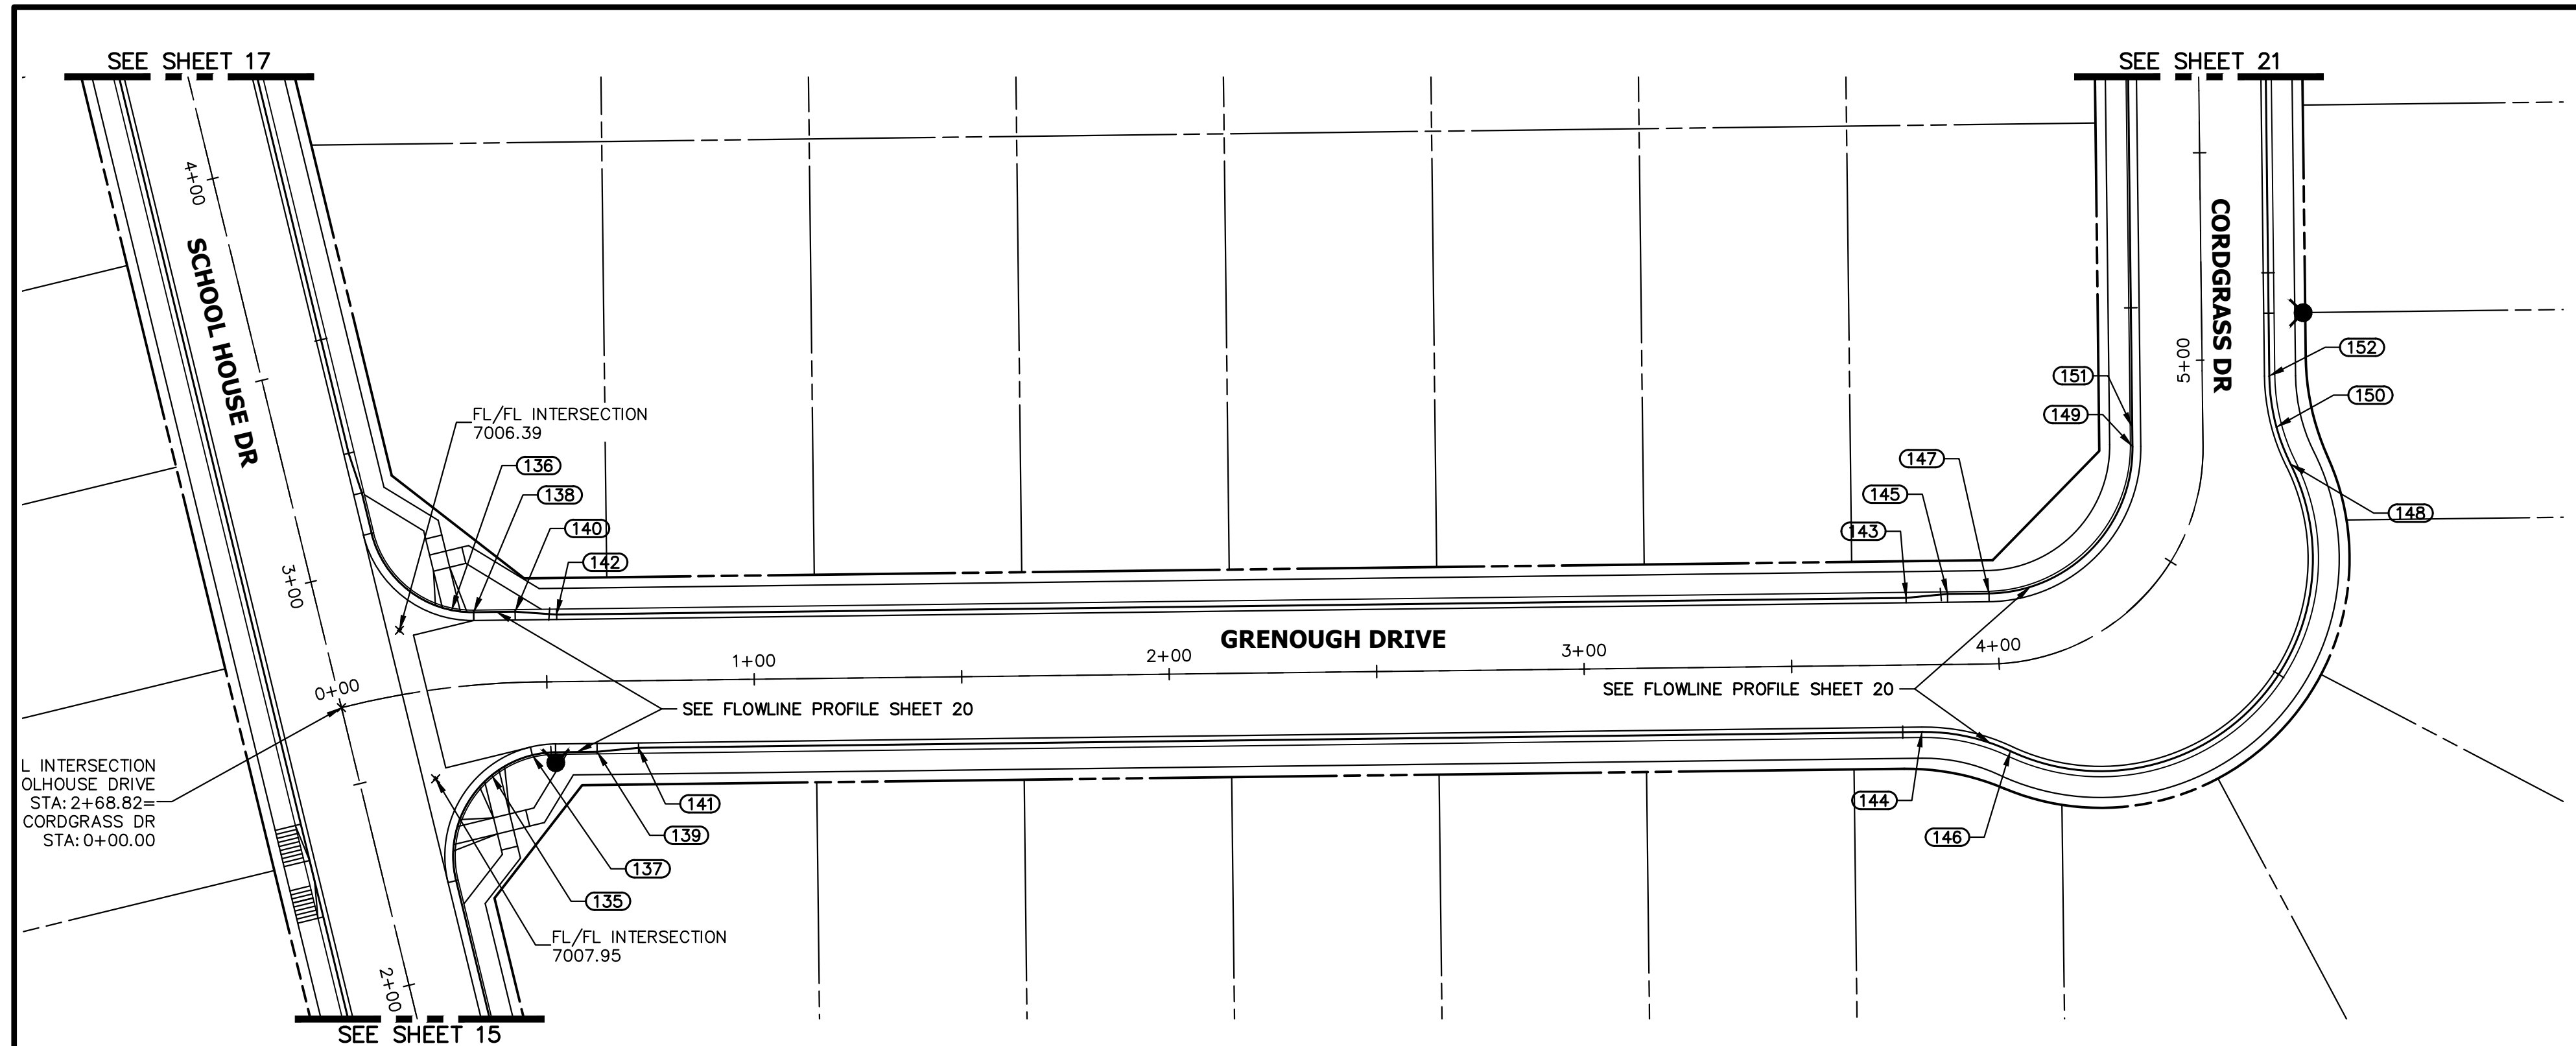 SEE SHEET 17
SEE SHEET 21
4+00
SCHOOL HOUSE DR
CORDGRASS DR
5+00
152
151
150
149
148
147
145
143
FL/FL INTERSECTION
7006.39
136
138
140
142
3+00
GRENOUGH DRIVE
0+00
1+00
2+00
3+00
4+00
SEE FLOWLINE PROFILE SHEET 20
SEE FLOWLINE PROFILE SHEET 20
L INTERSECTION
OLHOUSE DRIVE
STA: 2+68.82=
CORDGRASS DR
STA: 0+00.00
141
139
137
135
144
146
FL/FL INTERSECTION
7007.95
2+00
SEE SHEET 15